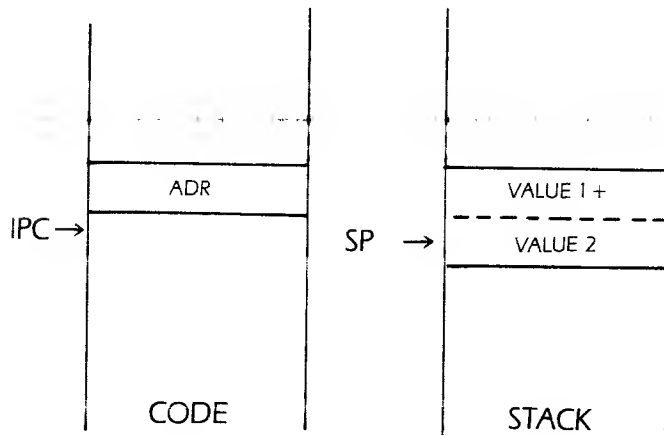 ADR
VALUE 1+
IPC→
SP →
VALUE 2
CODE
STACK